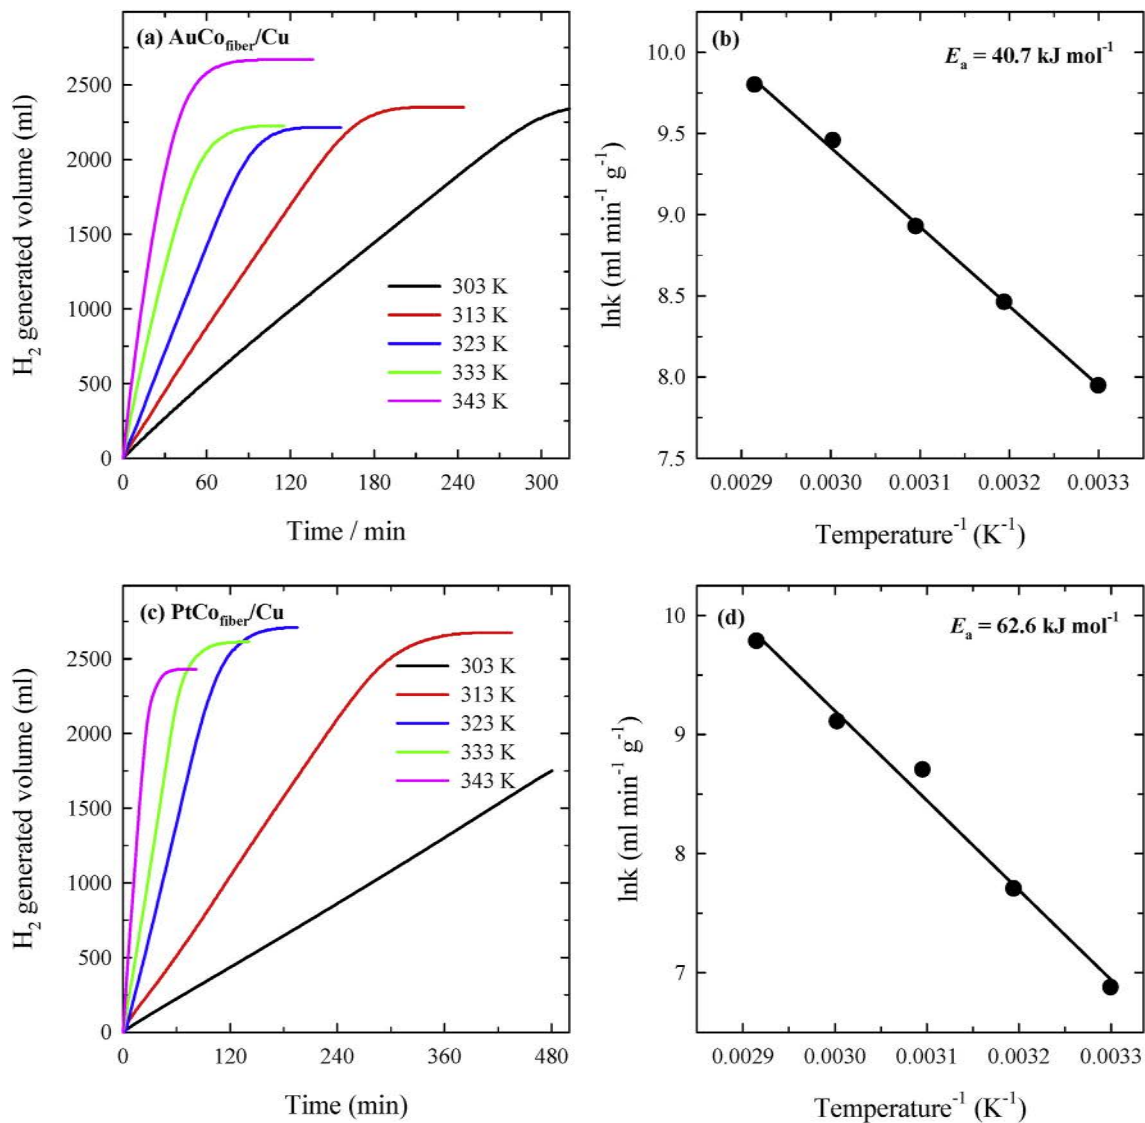 (a) AuCo_fiber/Cu
H₂ generated volume (ml)
2500
2000
1500
1000
500
0
303 K
313 K
323 K
333 K
343 K
0 60 120 180 240 300
Time / min
(b)
E_a = 40.7 kJ mol⁻¹
lnk (ml min⁻¹ g⁻¹)
10.0
9.5
9.0
8.5
8.0
7.5
0.0029 0.0030 0.0031 0.0032 0.0033
Temperature⁻¹ (K⁻¹)
(c) PtCo_fiber/Cu
H₂ generated volume (ml)
2500
2000
1500
1000
500
0
303 K
313 K
323 K
333 K
343 K
0 120 240 360 480
Time (min)
(d)
E_a = 62.6 kJ mol⁻¹
lnk (ml min⁻¹ g⁻¹)
10
9
8
7
0.0029 0.0030 0.0031 0.0032 0.0033
Temperature⁻¹ (K⁻¹)